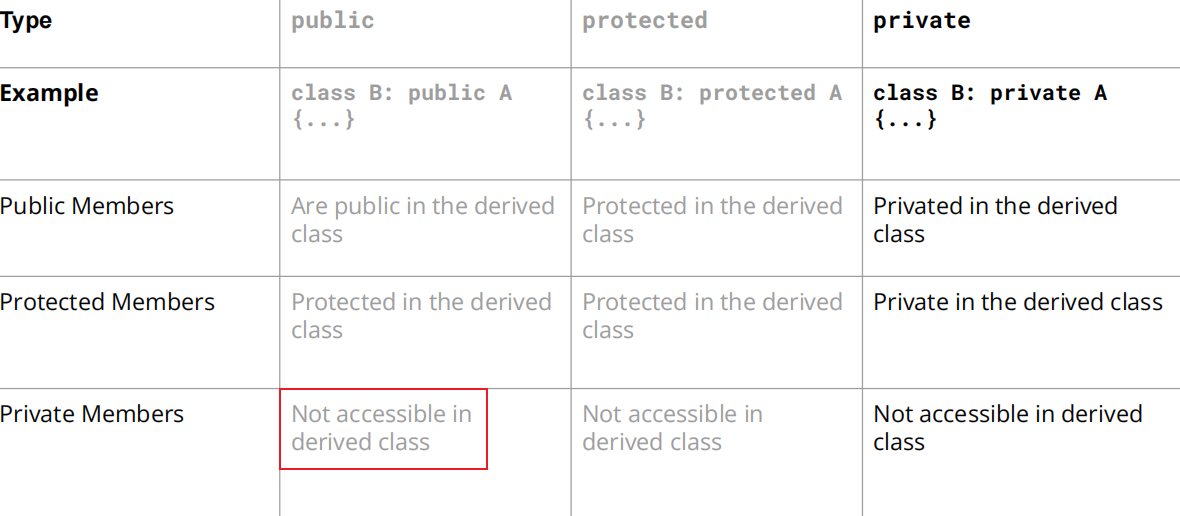 Type
public
protected
private
Example
class B: public A
{...}
class B: protected A
{...}
class B: private A
{...}
Public Members
Are public in the derived
class
Protected in the derived
class
Privated in the derived
class
Protected Members
Protected in the derived
class
Protected in the derived
class
Private in the derived class
Private Members
Not accessible in
derived class
Not accessible in
derived class
Not accessible in derived
class